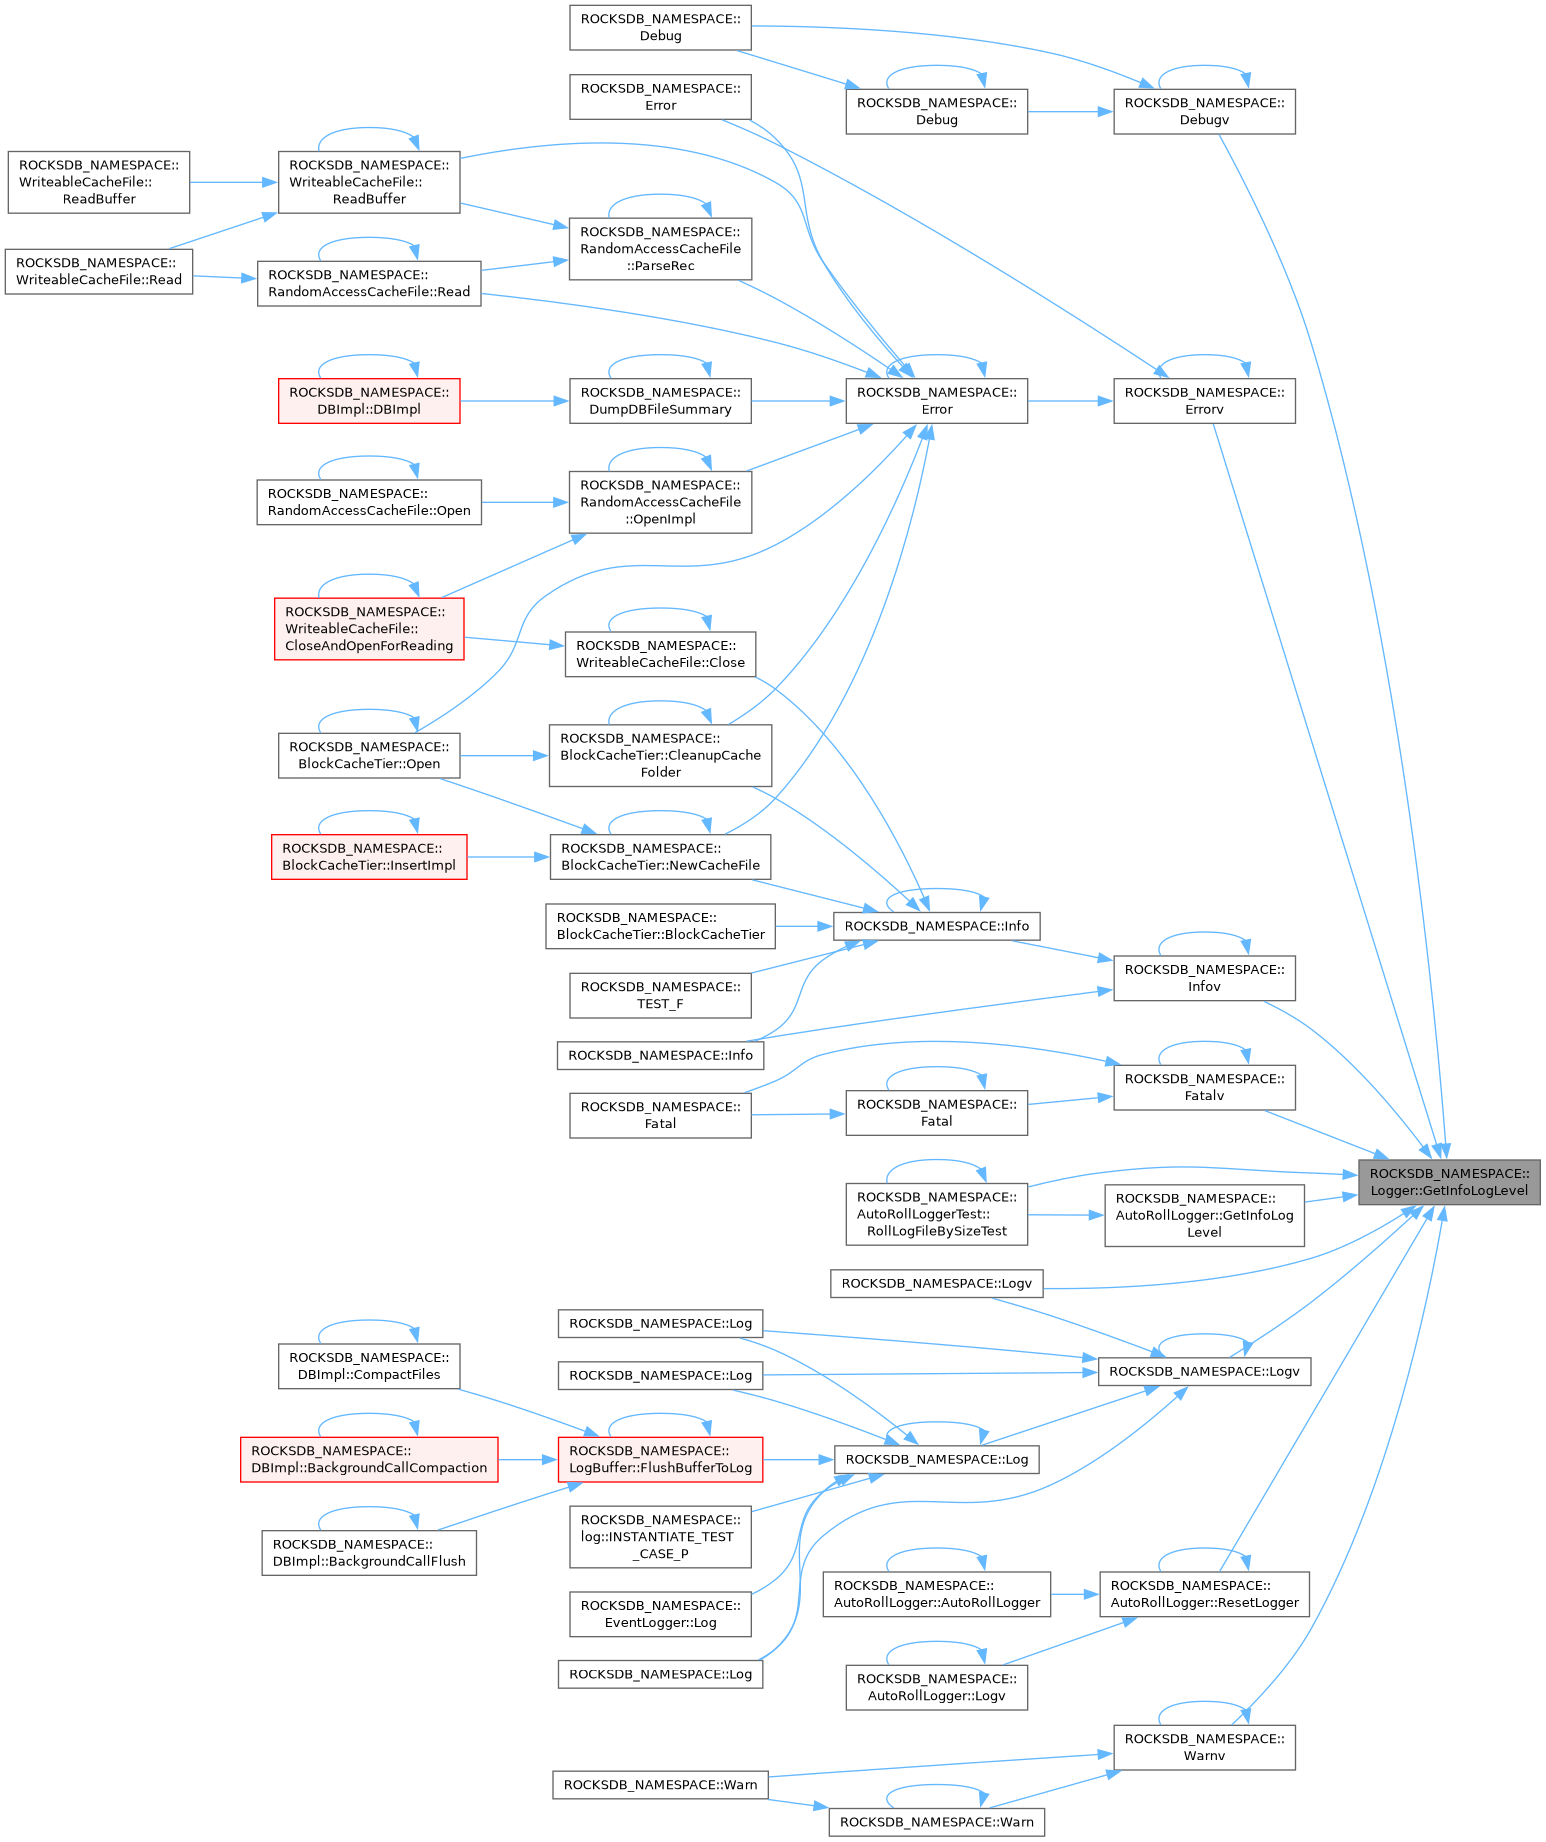 ROCKSDB_NAMESPACE::
Debug
ROCKSDB_NAMESPACE::
Error
ROCKSDB_NAMESPACE::
Debug
ROCKSDB_NAMESPACE::
Debugv
ROCKSDB_NAMESPACE::
WriteableCacheFile::
ReadBuffer
ROCKSDB_NAMESPACE::
WriteableCacheFile::
ReadBuffer
ROCKSDB_NAMESPACE::
RandomAccessCacheFile
::ParseRec
ROCKSDB_NAMESPACE::
WriteableCacheFile::Read
ROCKSDB_NAMESPACE::
RandomAccessCacheFile::Read
ROCKSDB_NAMESPACE::
DBImpl::DBImpl
ROCKSDB_NAMESPACE::
DumpDBFileSummary
ROCKSDB_NAMESPACE::
Error
ROCKSDB_NAMESPACE::
Errorv
ROCKSDB_NAMESPACE::
RandomAccessCacheFile::Open
ROCKSDB_NAMESPACE::
RandomAccessCacheFile
::OpenImpl
ROCKSDB_NAMESPACE::
WriteableCacheFile::
CloseAndOpenForReading
ROCKSDB_NAMESPACE::
WriteableCacheFile::Close
ROCKSDB_NAMESPACE::
BlockCacheTier::Open
ROCKSDB_NAMESPACE::
BlockCacheTier::CleanupCache
Folder
ROCKSDB_NAMESPACE::
BlockCacheTier::InsertImpl
ROCKSDB_NAMESPACE::
BlockCacheTier::NewCacheFile
ROCKSDB_NAMESPACE::
BlockCacheTier::BlockCacheTier
ROCKSDB_NAMESPACE::Info
ROCKSDB_NAMESPACE::
TEST_F
ROCKSDB_NAMESPACE::
Infov
ROCKSDB_NAMESPACE::Info
ROCKSDB_NAMESPACE::
Fatal
ROCKSDB_NAMESPACE::
Fatal
ROCKSDB_NAMESPACE::
Fatalv
ROCKSDB_NAMESPACE::
Logger::GetInfoLogLevel
ROCKSDB_NAMESPACE::
AutoRollLoggerTest::
RollLogFileBySizeTest
ROCKSDB_NAMESPACE::
AutoRollLogger::GetInfoLog
Level
ROCKSDB_NAMESPACE::Logv
ROCKSDB_NAMESPACE::Log
ROCKSDB_NAMESPACE::
DBImpl::CompactFiles
ROCKSDB_NAMESPACE::Log
ROCKSDB_NAMESPACE::Logv
ROCKSDB_NAMESPACE::
DBImpl::BackgroundCallCompaction
ROCKSDB_NAMESPACE::
LogBuffer::FlushBufferToLog
ROCKSDB_NAMESPACE::Log
ROCKSDB_NAMESPACE::
DBImpl::BackgroundCallFlush
ROCKSDB_NAMESPACE::
log::INSTANTIATE_TEST
_CASE_P
ROCKSDB_NAMESPACE::
EventLogger::Log
ROCKSDB_NAMESPACE::
AutoRollLogger::AutoRollLogger
ROCKSDB_NAMESPACE::
AutoRollLogger::ResetLogger
ROCKSDB_NAMESPACE::Log
ROCKSDB_NAMESPACE::
AutoRollLogger::Logv
ROCKSDB_NAMESPACE::
Warnv
ROCKSDB_NAMESPACE::Warn
ROCKSDB_NAMESPACE::Warn